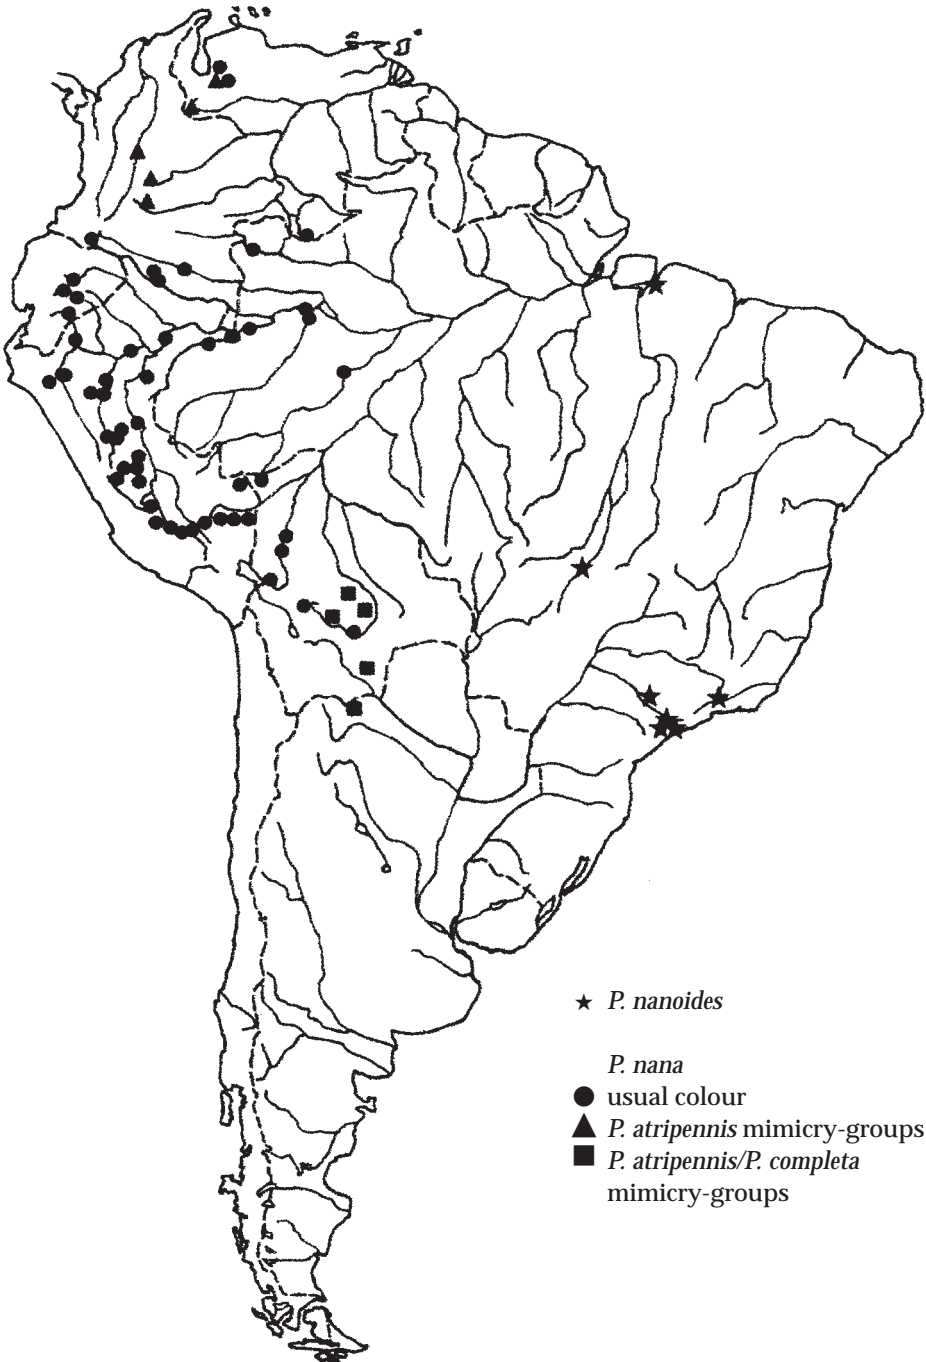 P. nanoides
P. nana
usual colour
P. atripennis mimicry-groups
P. atripennis/P. completa
mimicry-groups